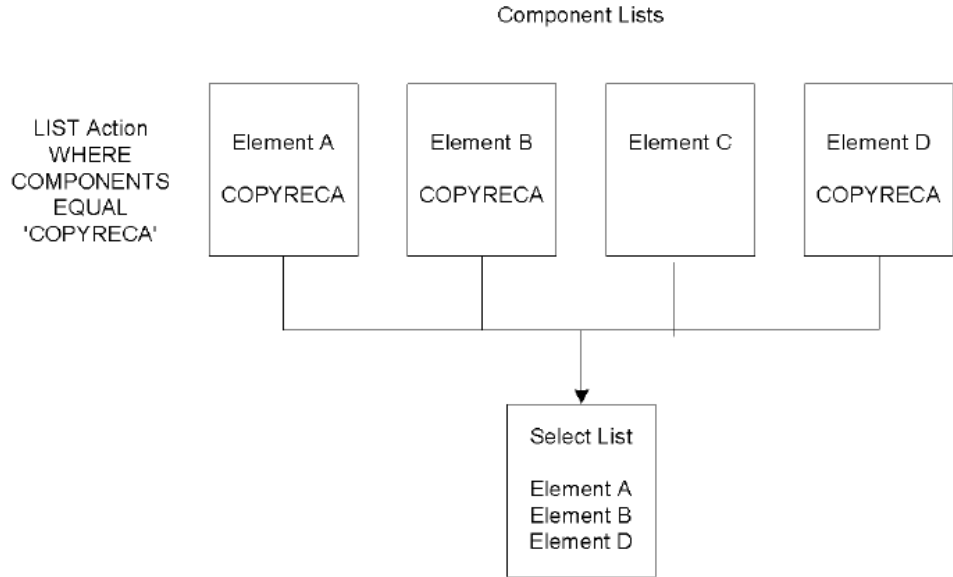 Component Lists
LIST Action
WHERE
COMPONENTS
EQUAL
'COPYRECA'
Element A
COPYRECA
Element B
COPYRECA
Element C
Element D
COPYRECA
Select List
Element A
Element B
Element D